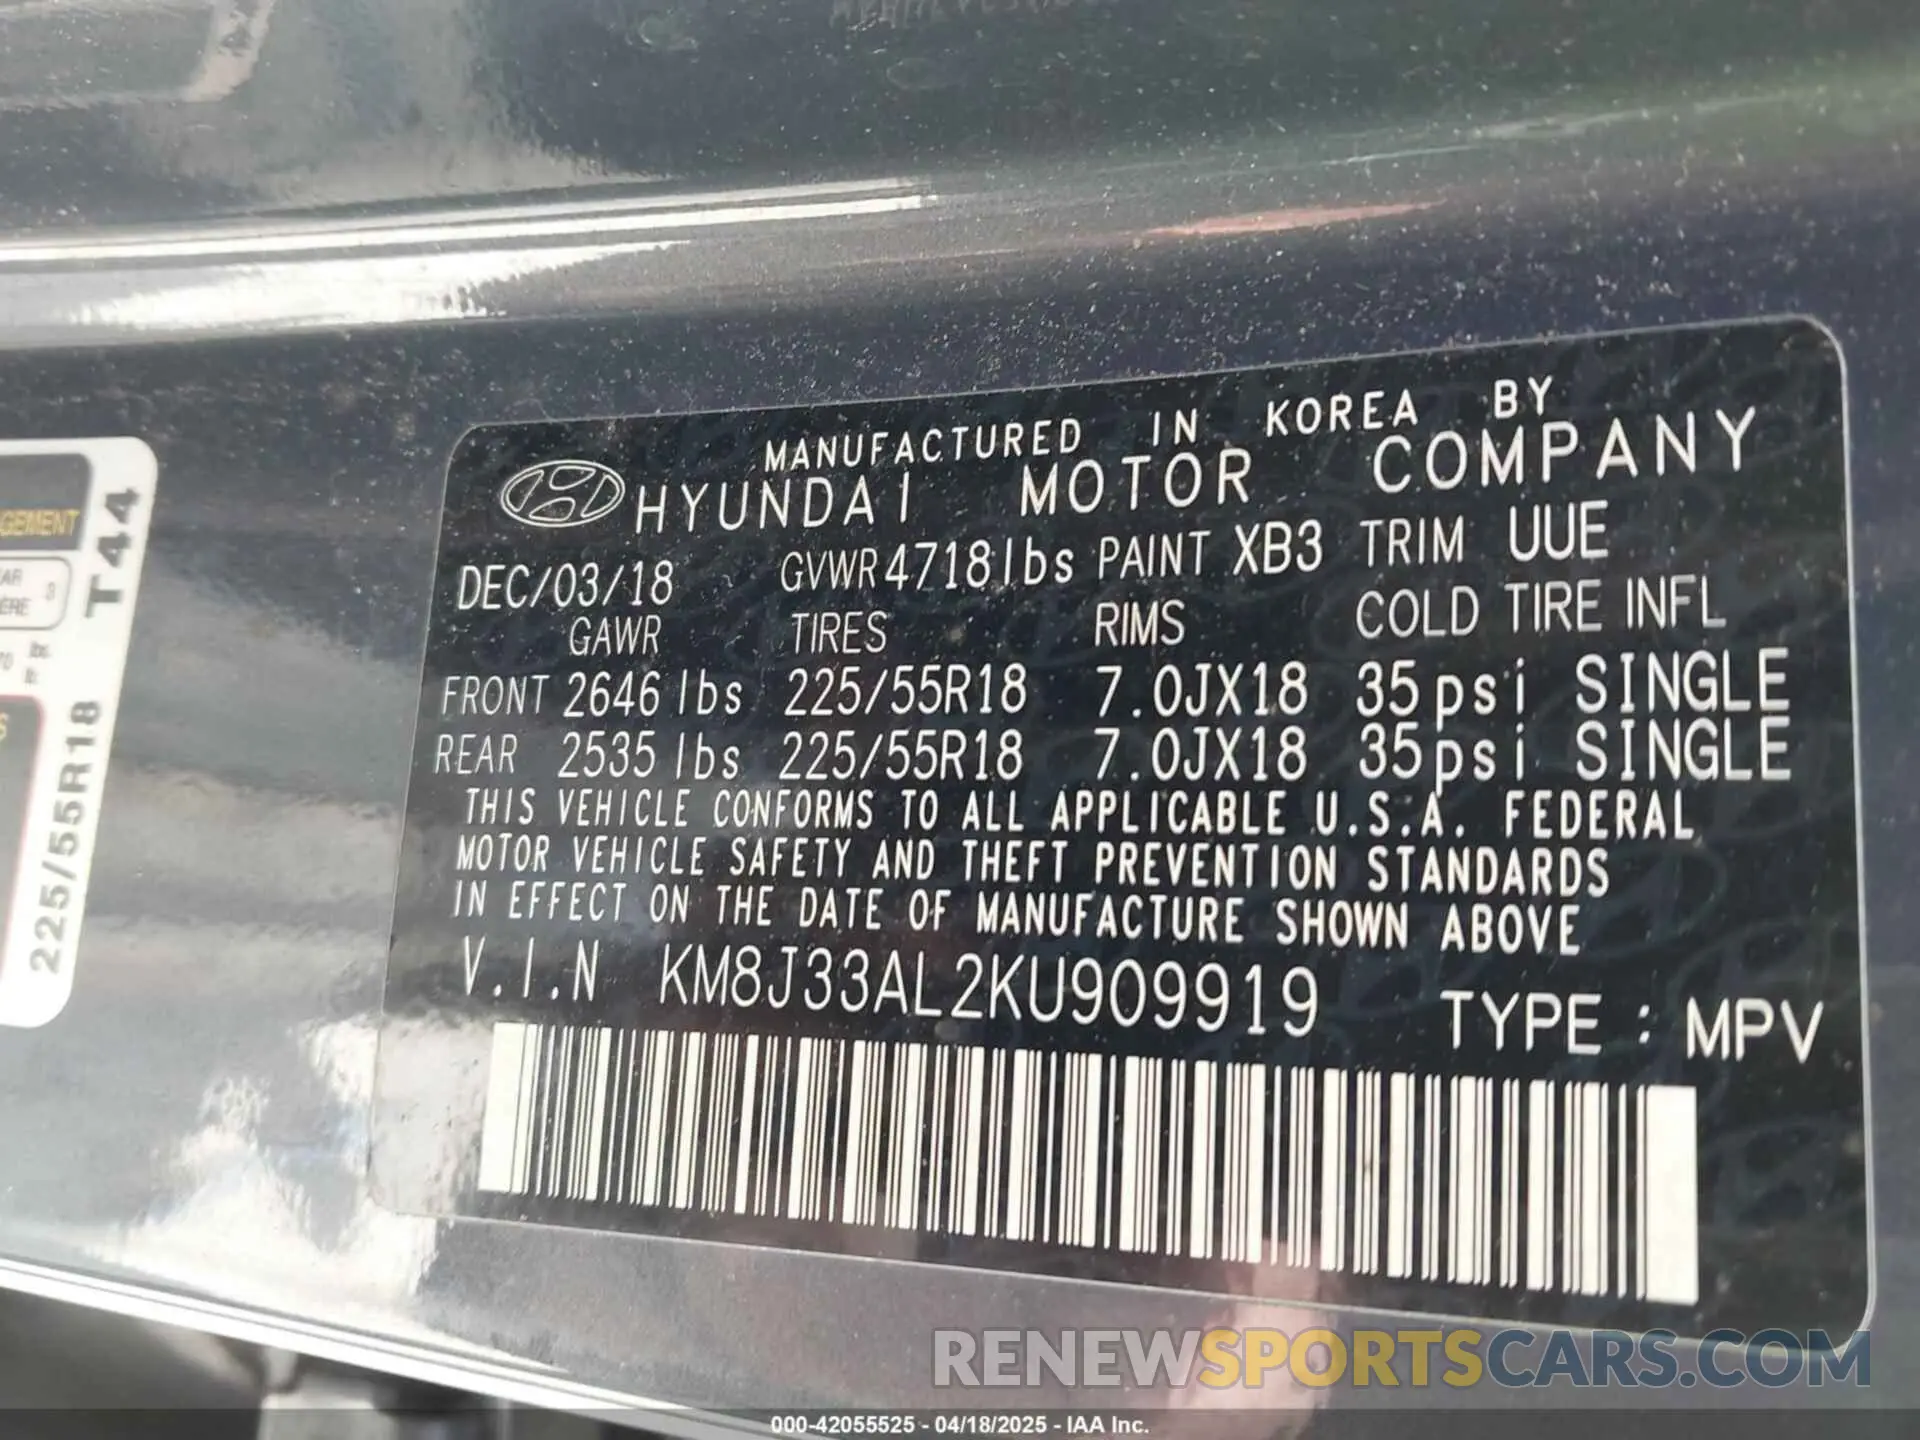 MANUFACTURED IN KOREA BY
HYUNDAI MOTOR COMPANY
DEC/03/18 GVWR 4718lbs PAINT XB3 TRIM UUE
GAWR TIRES RIMS COLD TIRE INFL
FRONT 2646 lbs 225/55R18 7.0JX18 35psi SINGLE
REAR 2535 lbs 225/55R18 7.0JX18 35psi SINGLE
THIS VEHICLE CONFORMS TO ALL APPLICABLE U.S.A. FEDERAL
MOTOR VEHICLE SAFETY AND THEFT PREVENTION STANDARDS
IN EFFECT ON THE DATE OF MANUFACTURE SHOWN ABOVE
V.I.N KM8J33AL2KU909919 TYPE : MPV
225/55R18 T44
RENEWSPORTSCARS.COM
000-42055525 - 04/18/2025 - IAA Inc.